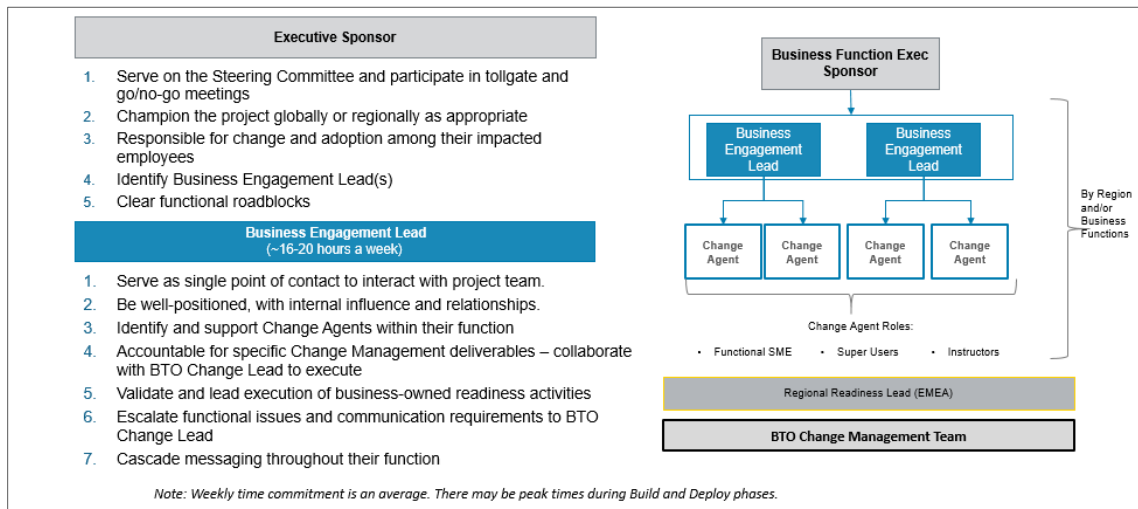 Executive Sponsor
1. Serve on the Steering Committee and participate in tollgate and
go/no-go meetings
2. Champion the project globally or regionally as appropriate
3. Responsible for change and adoption among their impacted
employees
4. Identify Business Engagement Lead(s)
5. Clear functional roadblocks
Business Engagement Lead
(~16-20 hours a week)
1. Serve as single point of contact to interact with project team.
2. Be well-positioned, with internal influence and relationships.
3. Identify and support Change Agents within their function
4. Accountable for specific Change Management deliverables – collaborate
with BTO Change Lead to execute
5. Validate and lead execution of business-owned readiness activities
6. Escalate functional issues and communication requirements to BTO
Change Lead
7. Cascade messaging throughout their function
Business Function Exec
Sponsor
Business
Engagement
Lead
Business
Engagement
Lead
Change
Agent
Change
Agent
Change
Agent
Change
Agent
By Region
and/or
Business
Functions
Change Agent Roles:
• Functional SME • Super Users • Instructors
Regional Readiness Lead (EMEA)
BTO Change Management Team
Note: Weekly time commitment is an average. There may be peak times during Build and Deploy phases.